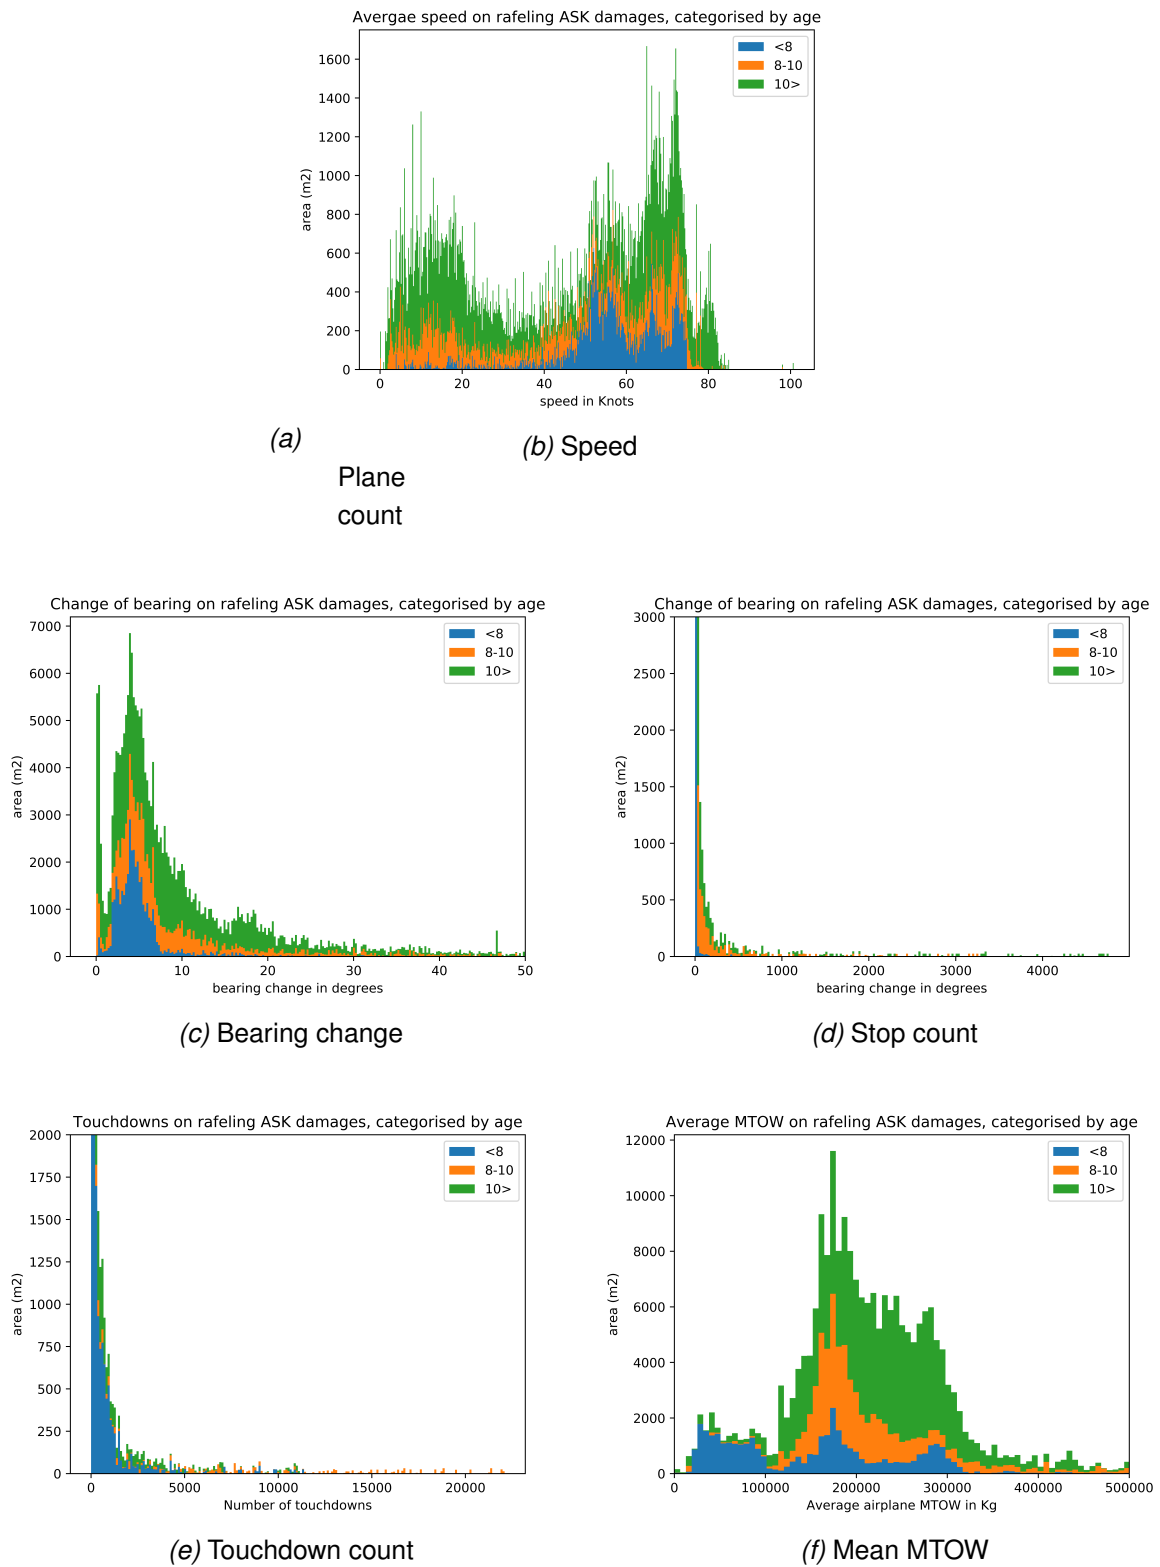 Avergae speed on rafeling ASK damages, categorised by age
<8
8-10
10>
1600
1400
1200
1000
800
600
400
200
0
area (m2)
0 20 40 60 80 100
speed in Knots
(a)
Plane
count
(b) Speed
Change of bearing on rafeling ASK damages, categorised by age
<8
8-10
10>
7000
6000
5000
4000
3000
2000
1000
0
area (m2)
0 10 20 30 40 50
bearing change in degrees
(c) Bearing change
Change of bearing on rafeling ASK damages, categorised by age
<8
8-10
10>
3000
2500
2000
1500
1000
500
0
area (m2)
0 1000 2000 3000 4000
bearing change in degrees
(d) Stop count
Touchdowns on rafeling ASK damages, categorised by age
<8
8-10
10>
2000
1750
1500
1250
1000
750
500
250
0
area (m2)
0 5000 10000 15000 20000
Number of touchdowns
(e) Touchdown count
Average MTOW on rafeling ASK damages, categorised by age
<8
8-10
10>
12000
10000
8000
6000
4000
2000
0
area (m2)
0 100000 200000 300000 400000 500000
Average airplane MTOW in Kg
(f) Mean MTOW